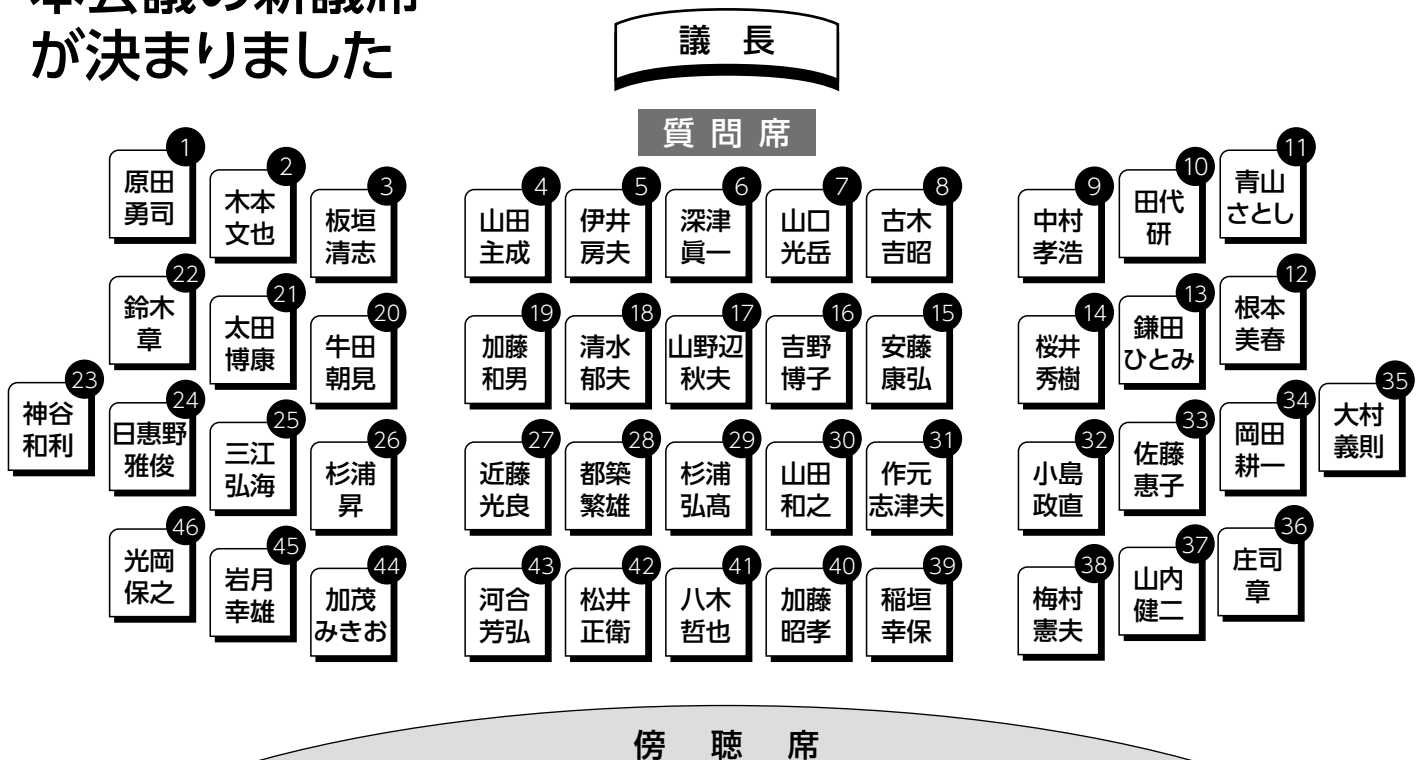 本会議の新議席
が決まりました
議長
質問席
1
原田
勇司
2
木本
文也
3
板垣
清志
4
山田
主成
5
伊井
房夫
6
深津
眞一
7
山口
光岳
8
古木
吉昭
9
中村
孝浩
10
田代
研
11
青山
さとし
22
鈴木
章
21
太田
博康
20
牛田
朝見
19
加藤
和男
18
清水
郁夫
17
山野辺
秋夫
16
吉野
博子
15
安藤
康弘
14
桜井
秀樹
13
鎌田
ひとみ
12
根本
美春
23
神谷
和利
24
日惠野
雅俊
25
三江
弘海
26
杉浦
昇
27
近藤
光良
28
都築
繁雄
29
杉浦
弘髙
30
山田
和之
31
作元
志津夫
32
小島
政直
33
佐藤
惠子
34
岡田
耕一
35
大村
義則
46
光岡
保之
45
岩月
幸雄
44
加茂
みきお
43
河合
芳弘
42
松井
正衛
41
八木
哲也
40
加藤
昭孝
39
稲垣
幸保
38
梅村
憲夫
37
山内
健二
36
庄司
章
傍聴席